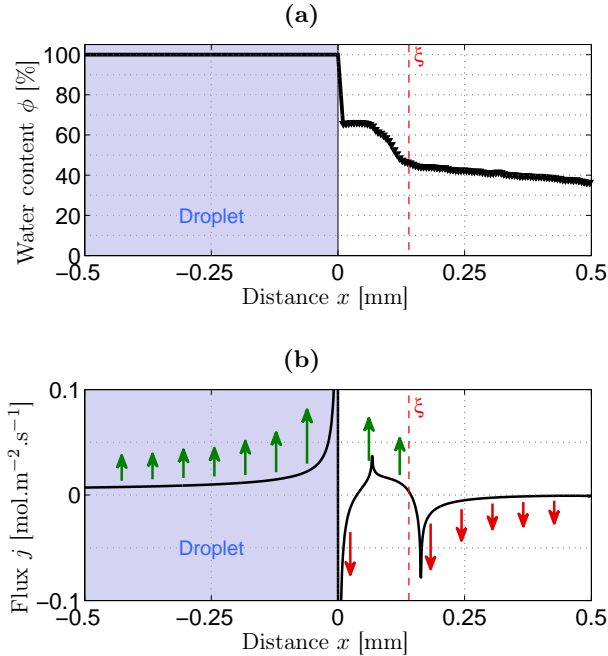 (a)
Water content ϕ [%]
100
80
60
40
20
0
ξ
Droplet
−0.5
−0.25
0
0.25
0.5
Distance x [mm]
(b)
Flux j [mol.m⁻².s⁻¹]
0.1
0
−0.1
ξ
Droplet
−0.5
−0.25
0
0.25
0.5
Distance x [mm]